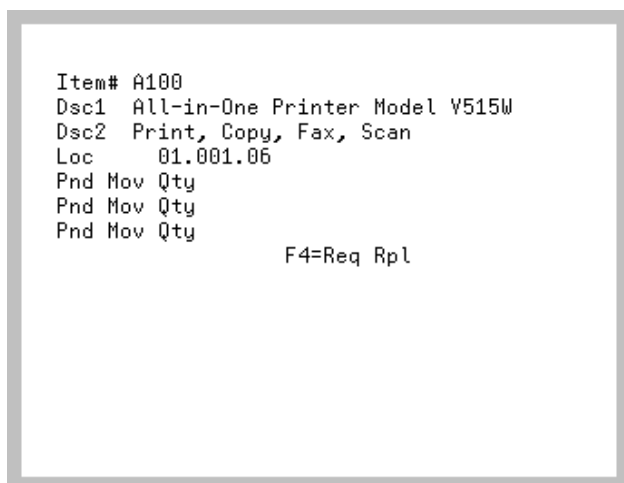 Item# A100
Dsc1  All-in-One Printer Model V515W
Dsc2  Print, Copy, Fax, Scan
Loc     01.001.06
Pnd Mov Qty
Pnd Mov Qty
Pnd Mov Qty
F4=Req Rpl